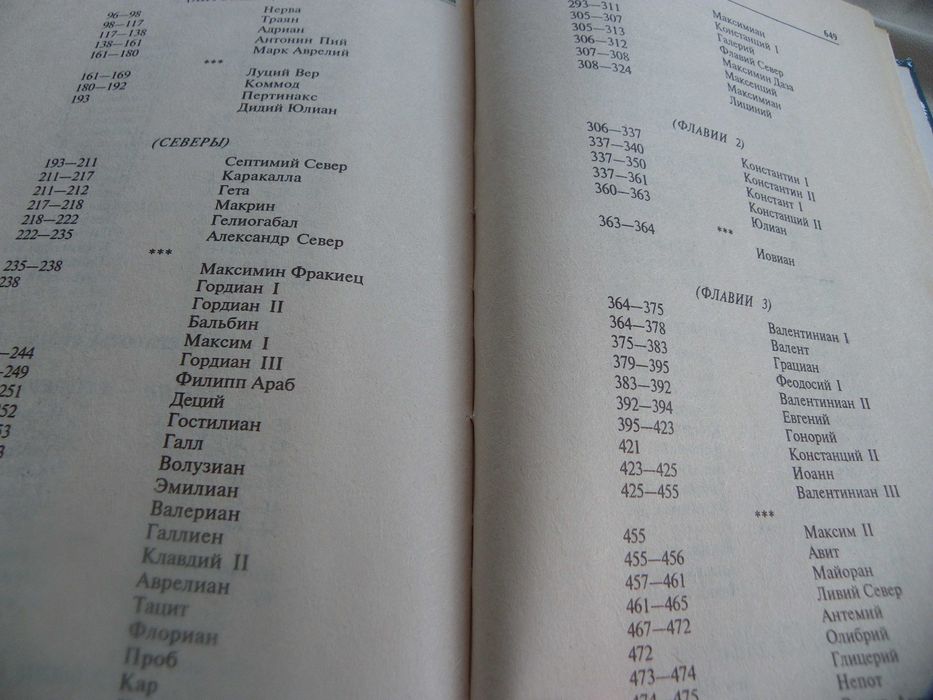 96—98 Нерва
98—117 Траян
117—138 Адриан
138—161 Антонин Пий
161—180 Марк Аврелий
***
161—169 Луций Вер
180—192 Коммод
193 Пертинакс
Дидий Юлиан
(СЕВЕРЫ)
193—211 Септимий Север
211—217 Каракалла
211—212 Гета
217—218 Макрин
218—222 Гелиогабал
222—235 Александр Север
***
235—238 Максимин Фракиец
238 Гордиан I
Гордиан II
Бальбин
Максим I
—244 Гордиан III
—249 Филипп Араб
251 Деций
252 Гостилиан
53 Галл
3 Волузиан
Эмилиан
Валериан
Галлиен
Клавдий II
Аврелиан
Тацит
Флориан
Проб
Кар
649
Максимиан
Констанций I
293—311 Галерий
305—307 Флавий Север
305—313 Максимин Даза
306—312 Максенций
307—308 Максимиан
308—324 Лициний
(ФЛАВИИ 2)
306—337 Константин I
337—340 Константин II
337—350 Констант I
337—361 Констанций II
360—363 Юлиан
***
363—364 Иовиан
(ФЛАВИИ 3)
364—375 Валентиниан I
364—378 Валент
375—383 Грациан
379—395 Феодосий I
383—392 Валентиниан II
392—394 Евгений
395—423 Гонорий
421 Констанций II
423—425 Иоанн
425—455 Валентиниан III
***
455 Максим II
455—456 Авит
457—461 Майоран
461—465 Ливий Север
467—472 Антемий
472 Олибрий
473—474 Глицерий
474—475 Непот